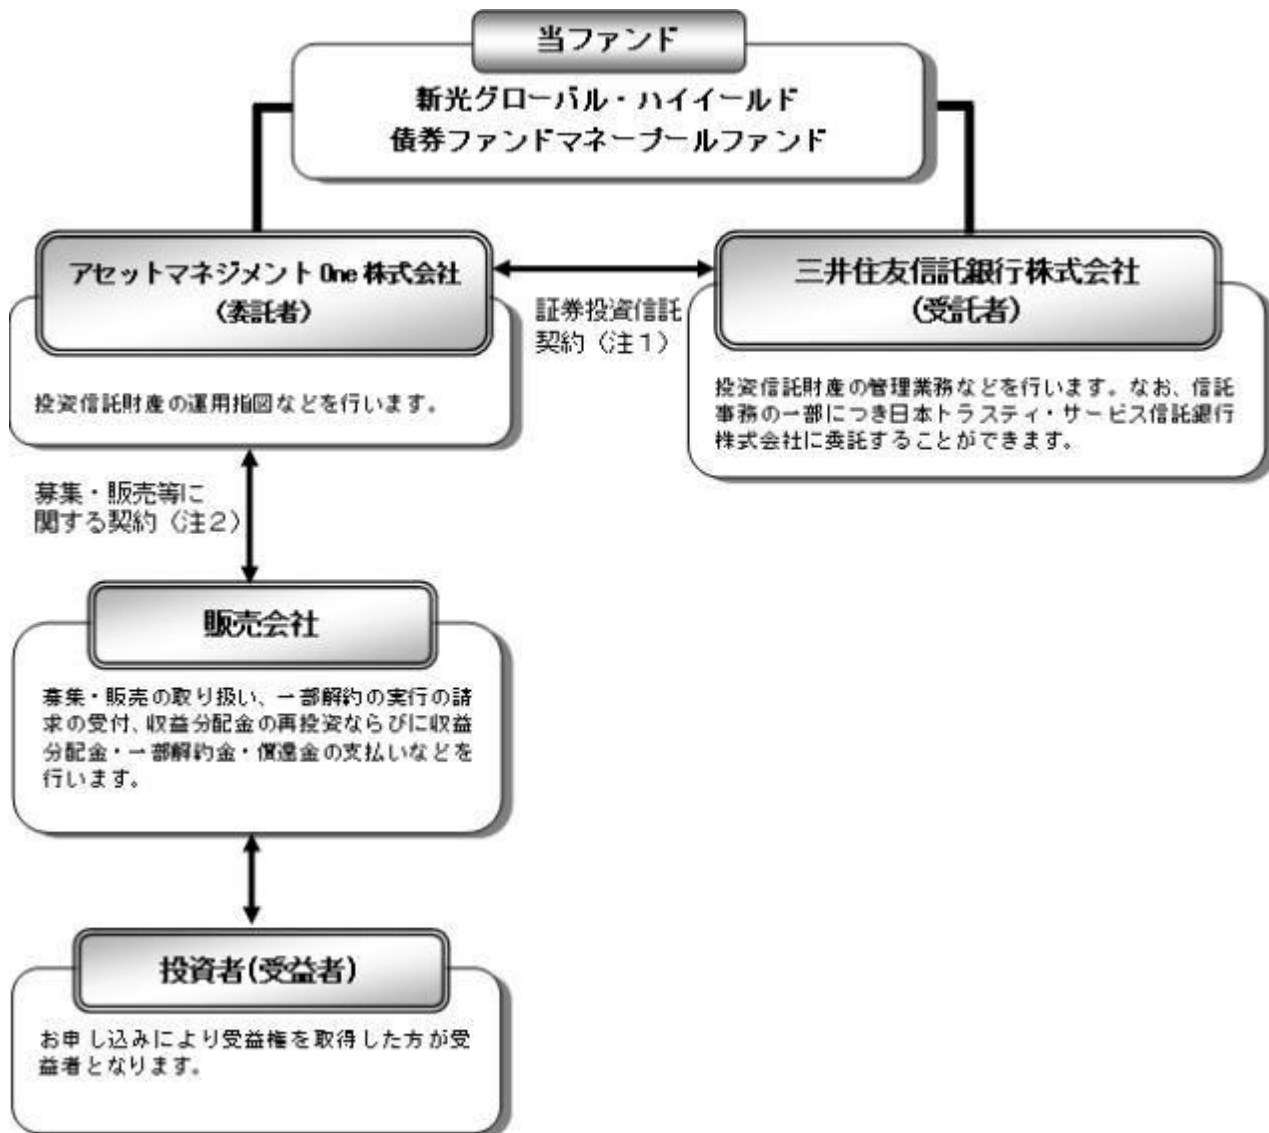 当ファンド
新光グローバル・ハイイールド
債券ファンドマネープールファンド
アセットマネジメント One 株式会社
(委託者)
三井住友信託銀行株式会社
(受託者)
証券投資信託
契約（注１）
投資信託財産の運用指図などを行います。
投資信託財産の管理業務などを行います。なお、信託
事務の一部につき日本トラスティ・サービス信託銀行
株式会社に委託することができます。
募集・販売等に
関する契約（注２）
販売会社
募集・販売の取り扱い、一部解約の実行の請
求の受付、収益分配金の再投資ならびに収益
分配金・一部解約金・償還金の支払いなどを
行います。
投資者(受益者)
お申し込みにより受益権を取得した方が受
益者となります。